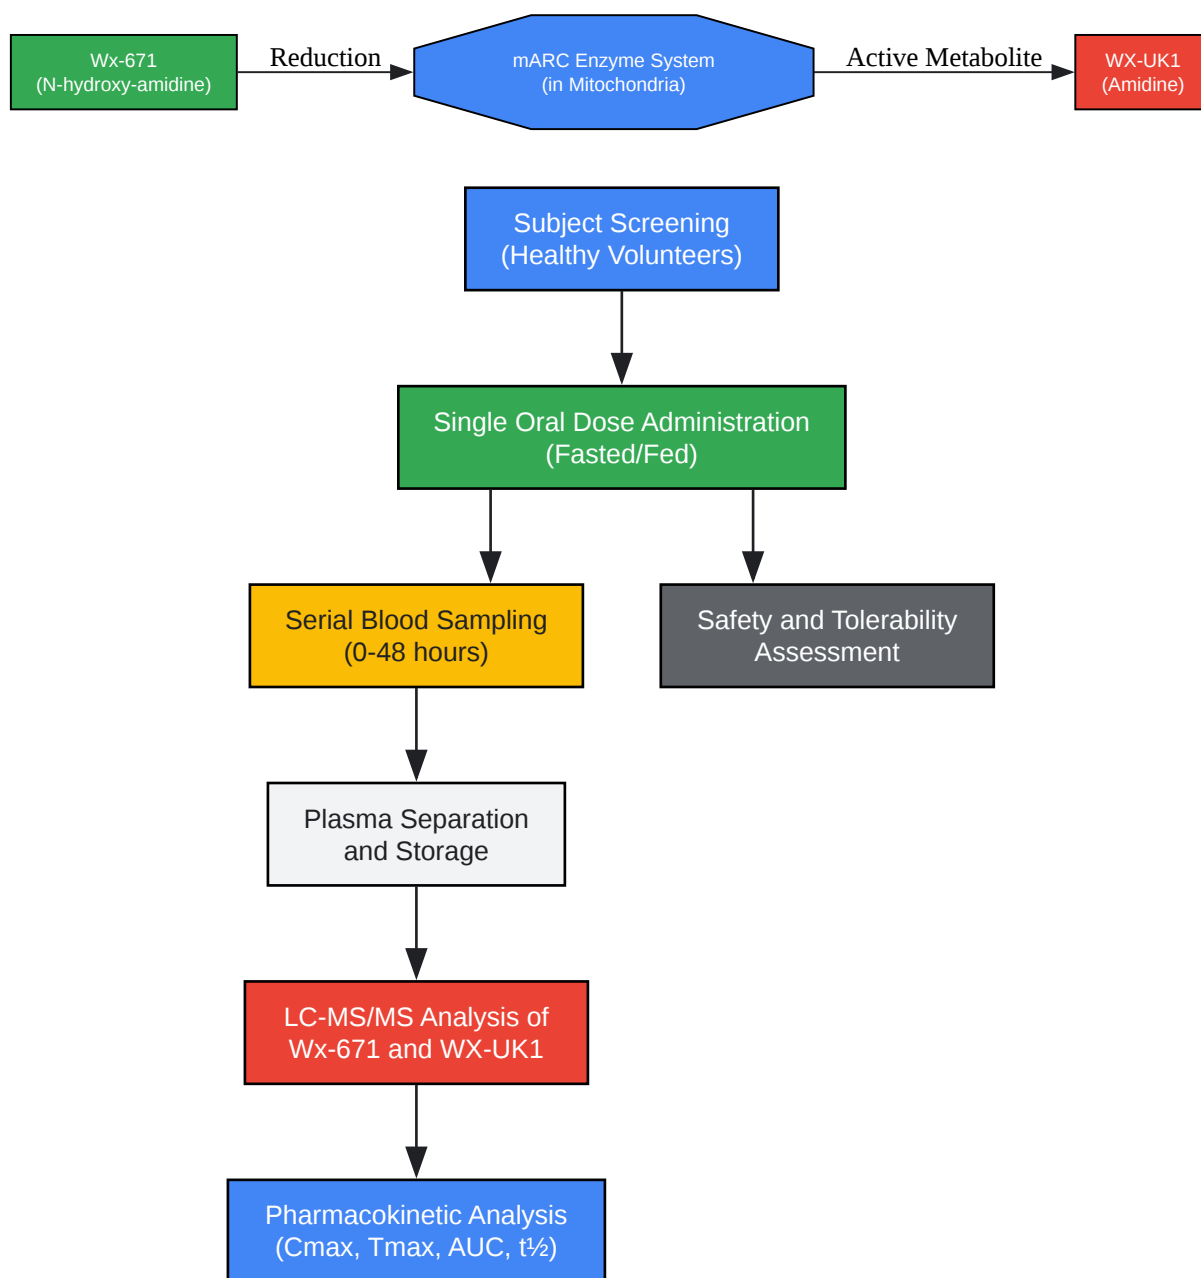 Wx-671
(N-hydroxy-amidine)
Reduction
mARC Enzyme System
(in Mitochondria)
Active Metabolite
WX-UK1
(Amidine)
Subject Screening
(Healthy Volunteers)
Single Oral Dose Administration
(Fasted/Fed)
Serial Blood Sampling
(0-48 hours)
Safety and Tolerability
Assessment
Plasma Separation
and Storage
LC-MS/MS Analysis of
Wx-671 and WX-UK1
Pharmacokinetic Analysis
(Cmax, Tmax, AUC, t½)